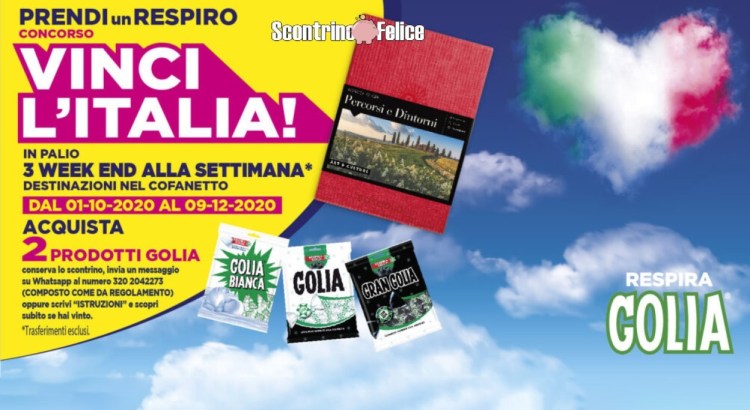 PRENDI un RESPIRO
CONCORSO
VINCI
L'ITALIA!
IN PALIO
3 WEEK END ALLA SETTIMANA*
DESTINAZIONI NEL COFANETTO
DAL 01-10-2020 AL 09-12-2020
ACQUISTA
2 PRODOTTI GOLIA
conserva lo scontrino, invia un messaggio
su Whatsapp al numero 320 2042273
(COMPOSTO COME DA REGOLAMENTO)
oppure scrivi "ISTRUZIONI" e scopri
subito se hai vinto.
*Trasferimenti esclusi.
Scontrino Felice
Percorsi e Dintorni
GOLIA
BIANCA
GOLIA
GRAN GOLIA
RESPIRA
GOLIA